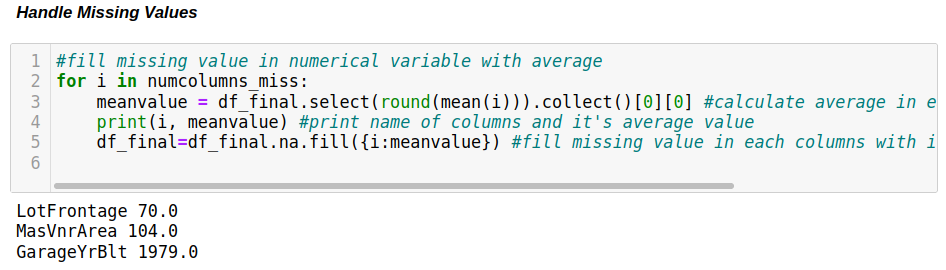 Handle Missing Values
1 #fill missing value in numerical variable with average
2 for i in numcolumns_miss:
3 meanvalue = df_final.select(round(mean(i))).collect()[0][0] #calculate average in e
4 print(i, meanvalue) #print name of columns and it's average value
5 df_final=df_final.na.fill({i:meanvalue}) #fill missing value in each columns with i
6
LotFrontage 70.0
MasVnrArea 104.0
GarageYrBlt 1979.0